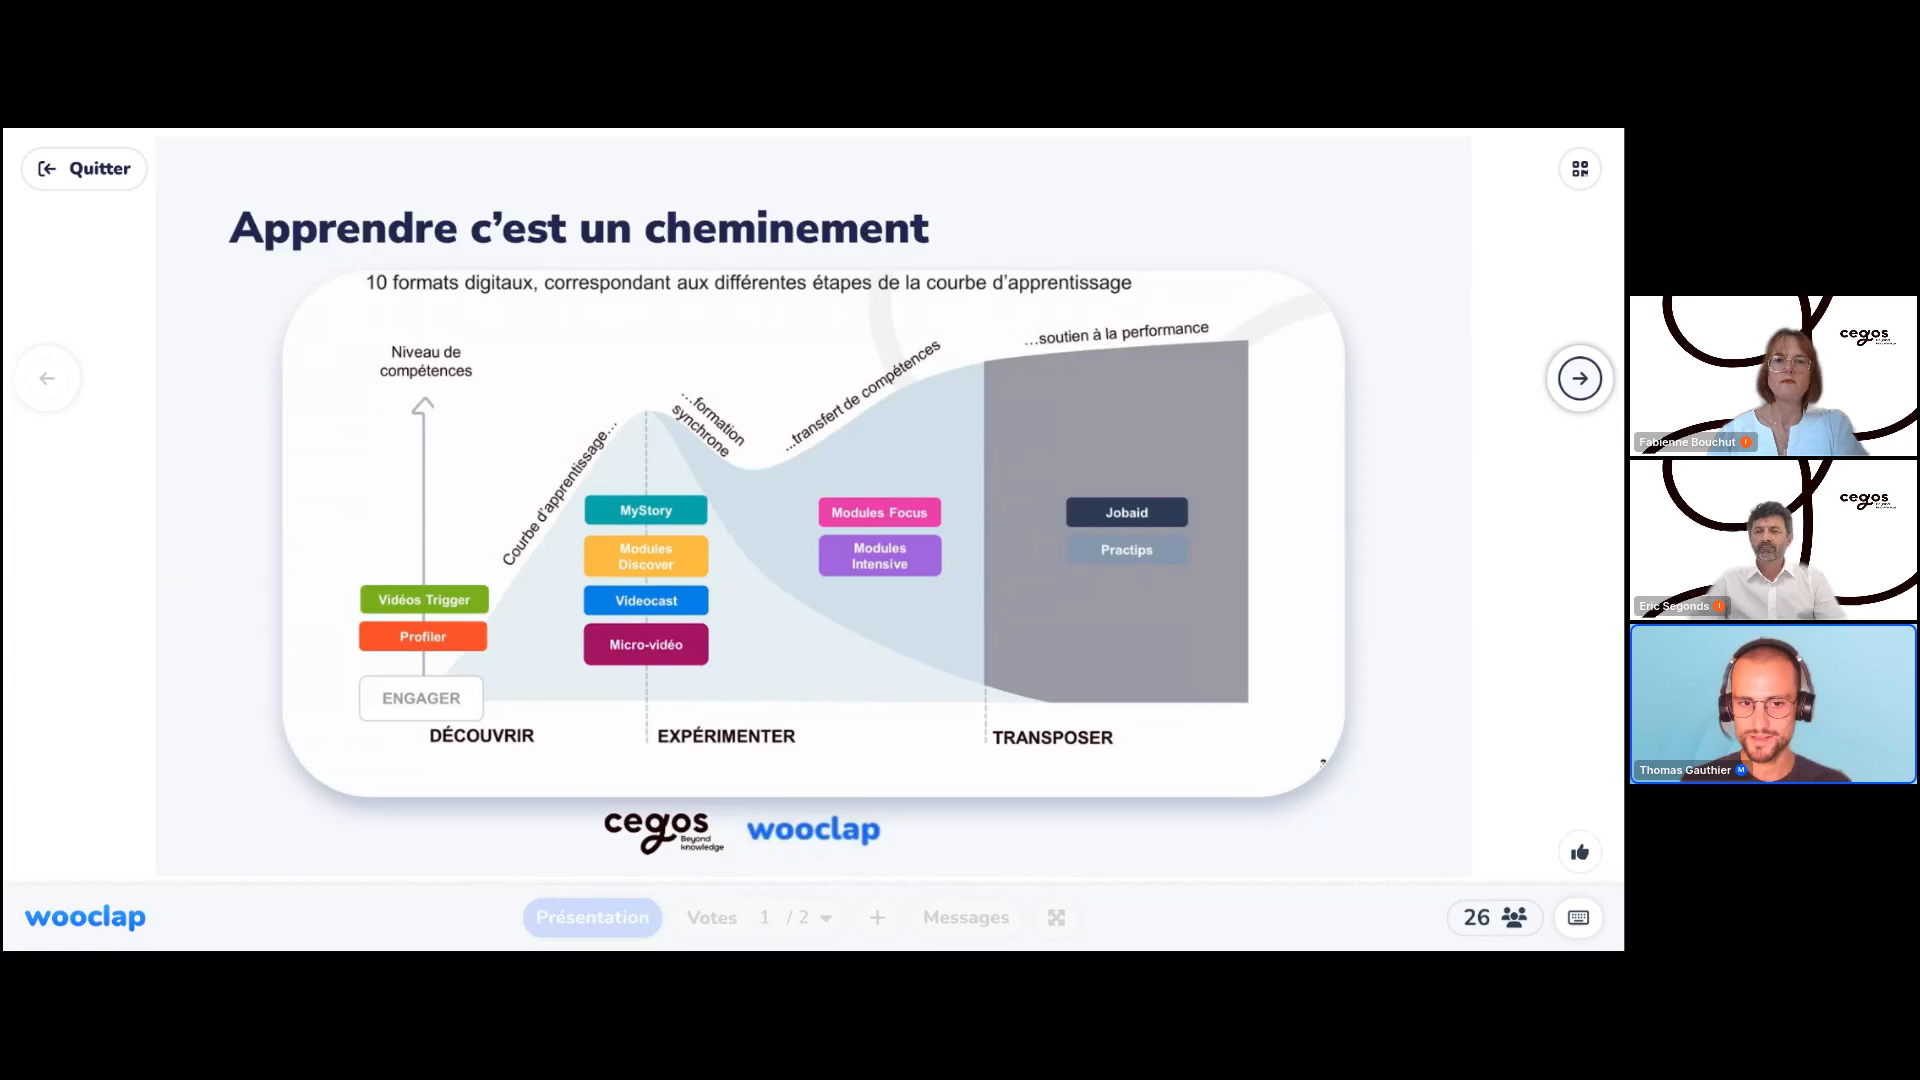 Quitter
Apprendre c’est un cheminement
10 formats digitaux, correspondant aux différentes étapes de la courbe d’apprentissage
Niveau de
compétences
Courbe d’apprentissage…
…formation
synchrone
…transfert de compétences
…soutien à la performance
MyStory
Modules
Discover
Videocast
Micro-vidéo
Modules Focus
Modules
Intensive
Jobaid
Practips
Vidéos Trigger
Profiler
ENGAGER
DÉCOUVRIR
EXPÉRIMENTER
TRANSPOSER
cegos
Beyond
knowledge
wooclap
wooclap
Présentation
Votes 1 / 2
Messages
26
cegos
Fabienne Bouchut
cegos
Eric Segonds
Thomas Gauthier M